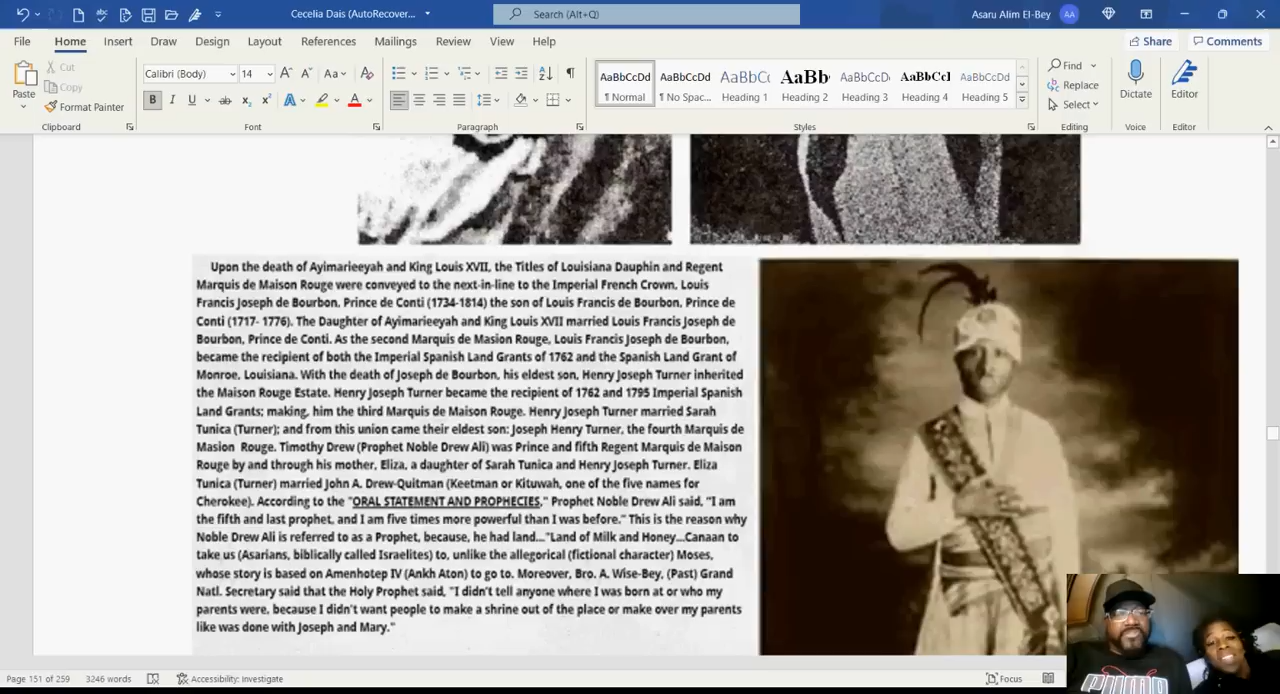 Cecelia Dais (AutoRecover...
Search (Alt+Q)
Asaru Alim El-Bey
AA
File
Home
Insert
Draw
Design
Layout
References
Mailings
Review
View
Help
Share
Comments
Paste
Cut
Copy
Format Painter
Clipboard
Calibri (Body)
14
Font
Paragraph
AaBbCcDd
¶ Normal
AaBbCcDd
¶ No Spac...
AaBbCc
Heading 1
AaBb
Heading 2
AaBbCcDd
Heading 3
AaBbCcI
Heading 4
AaBbCcDd
Heading 5
Styles
Find
Replace
Select
Editing
Dictate
Voice
Editor
Editor
Upon the death of Ayimarieeyah and King Louis XVII, the Titles of Louisiana Dauphin and Regent
Marquis de Maison Rouge were conveyed to the next-in-line to the Imperial French Crown, Louis
Francis Joseph de Bourbon, Prince de Conti (1734-1814) the son of Louis Francis de Bourbon, Prince de
Conti (1717- 1776). The Daughter of Ayimarieeyah and King Louis XVII married Louis Francis Joseph de
Bourbon, Prince de Conti. As the second Marquis de Masion Rouge, Louis Francis Joseph de Bourbon,
became the recipient of both the Imperial Spanish Land Grants of 1762 and the Spanish Land Grant of
Monroe, Louisiana. With the death of Joseph de Bourbon, his eldest son, Henry Joseph Turner inherited
the Maison Rouge Estate. Henry Joseph Turner became the recipient of 1762 and 1795 Imperial Spanish
Land Grants; making, him the third Marquis de Maison Rouge. Henry Joseph Turner married Sarah
Tunica (Turner); and from this union came their eldest son: Joseph Henry Turner, the fourth Marquis de
Masion Rouge. Timothy Drew (Prophet Noble Drew Ali) was Prince and fifth Regent Marquis de Maison
Rouge by and through his mother, Eliza, a daughter of Sarah Tunica and Henry Joseph Turner. Eliza
Tunica (Turner) married John A. Drew-Quitman (Keetman or Kituwah, one of the five names for
Cherokee). According to the "ORAL STATEMENT AND PROPHECIES," Prophet Noble Drew Ali said, "I am
the fifth and last prophet, and I am five times more powerful than I was before." This is the reason why
Noble Drew Ali is referred to as a Prophet, because, he had land..."Land of Milk and Honey...Canaan to
take us (Asarians, biblically called Israelites) to, unlike the allegorical (fictional character) Moses,
whose story is based on Amenhotep IV (Ankh Aton) to go to. Moreover, Bro. A. Wise-Bey, (Past) Grand
Natl. Secretary said that the Holy Prophet said, "I didn't tell anyone where I was born at or who my
parents were, because I didn't want people to make a shrine out of the place or make over my parents
like was done with Joseph and Mary."
PUMA
Page 151 of 259
3246 words
Accessibility: Investigate
Focus